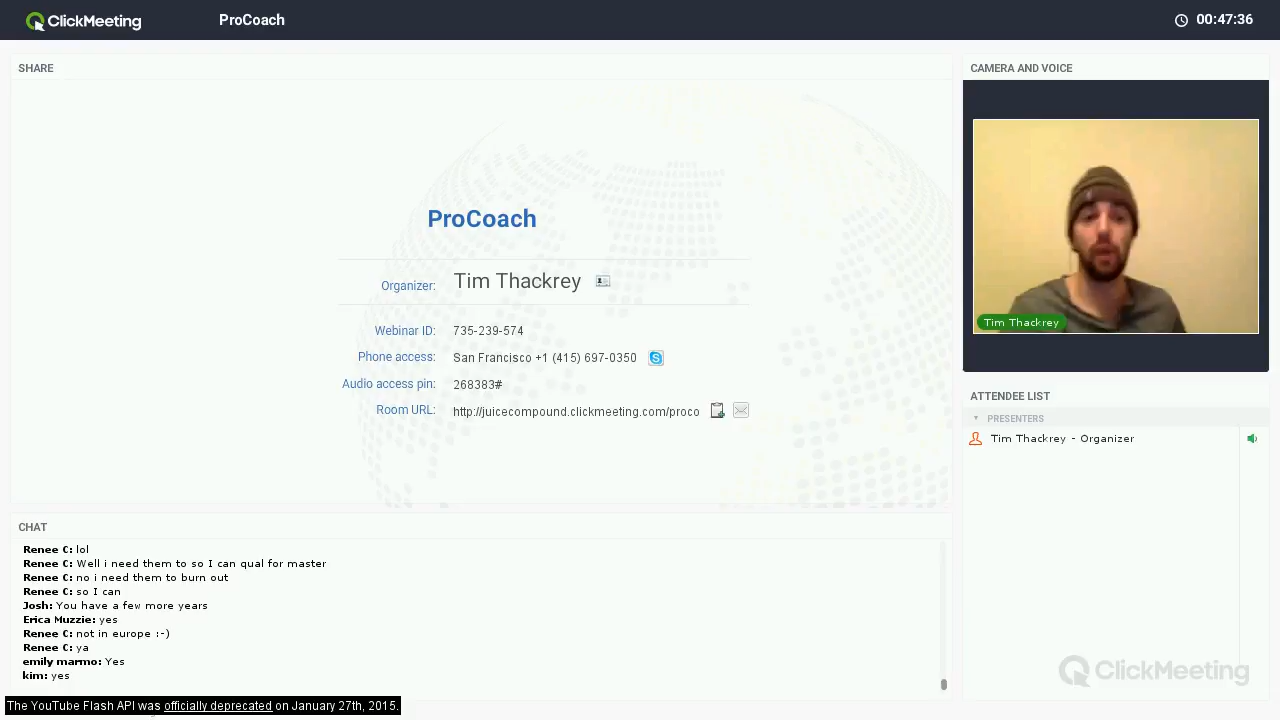 ClickMeeting
ProCoach
00:47:36
SHARE
CAMERA AND VOICE
ProCoach
Organizer: Tim Thackrey
Webinar ID: 735-239-574
Phone access: San Francisco +1 (415) 697-0350
Audio access pin: 268383#
Room URL: http://juicecompound.clickmeeting.com/proco
Tim Thackrey
ATTENDEE LIST
PRESENTERS
Tim Thackrey - Organizer
CHAT
Renee C: lol
Renee C: Well i need them to so I can qual for master
Renee C: no i need them to burn out
Renee C: so I can
Josh: You have a few more years
Erica Muzzie: yes
Renee C: not in europe :-)
Renee C: ya
emily marmo: Yes
kim: yes
ClickMeeting
The YouTube Flash API was officially deprecated on January 27th, 2015.